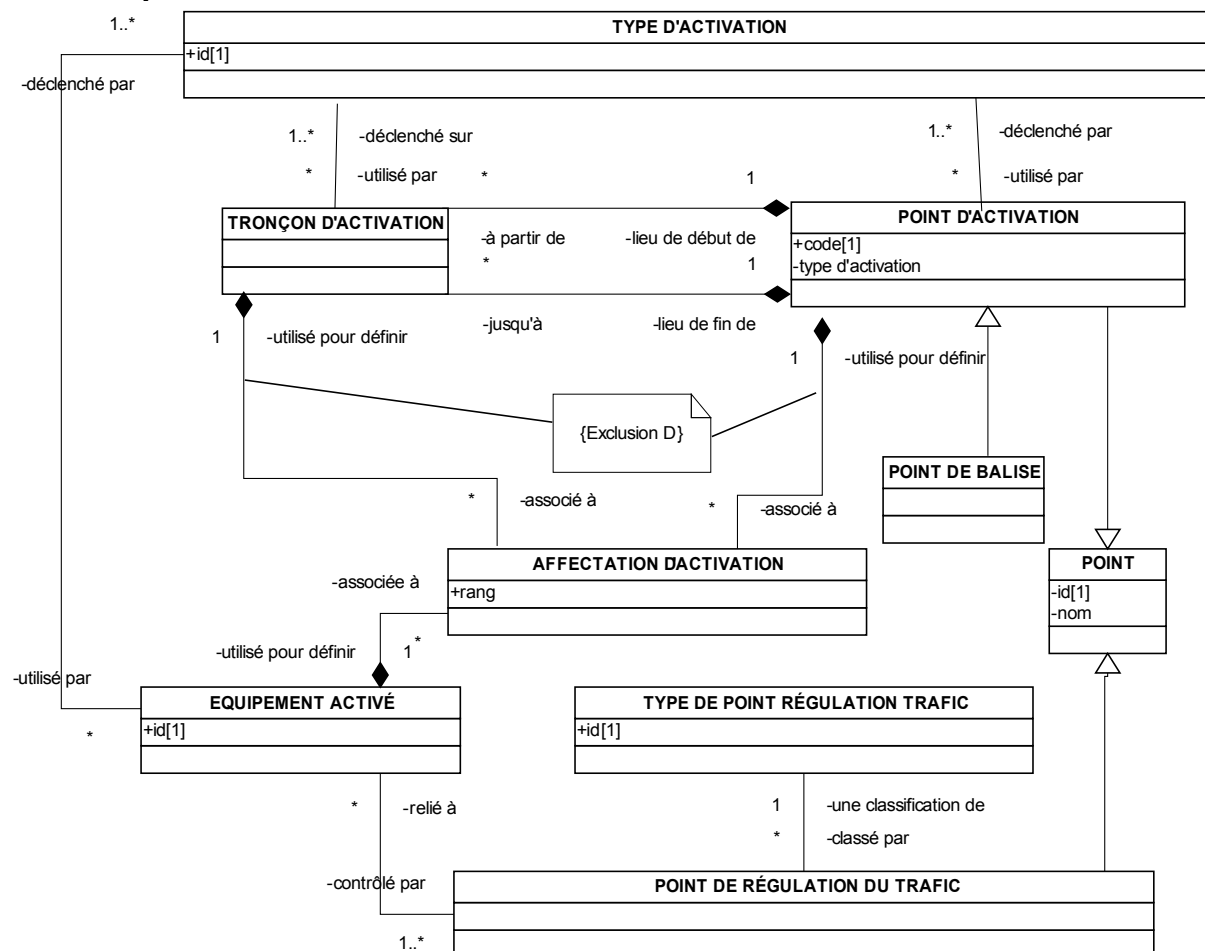 1..*
TYPE D'ACTIVATION
+id[1]
-déclenché par
1..*
-déclenché sur
1..*
-déclenché par
*
-utilisé par
*
1
*
-utilisé par
TRONÇON D'ACTIVATION
POINT D'ACTIVATION
-à partir de
-lieu de début de
+code[1]
-type d'activation
*
1
-jusqu'à
-lieu de fin de
1
-utilisé pour définir
1
-utilisé pour définir
{Exclusion D}
POINT DE BALISE
*
-associé à
*
-associé à
AFFECTATION D'ACTIVATION
POINT
-associée à
+rang
-id[1]
-nom
-utilisé pour définir
1
*
-utilisé par
EQUIPEMENT ACTIVÉ
TYPE DE POINT RÉGULATION TRAFIC
*
+id[1]
+id[1]
*
-relié à
1
-une classification de
*
-classé par
-contrôlé par
POINT DE RÉGULATION DU TRAFIC
1..*